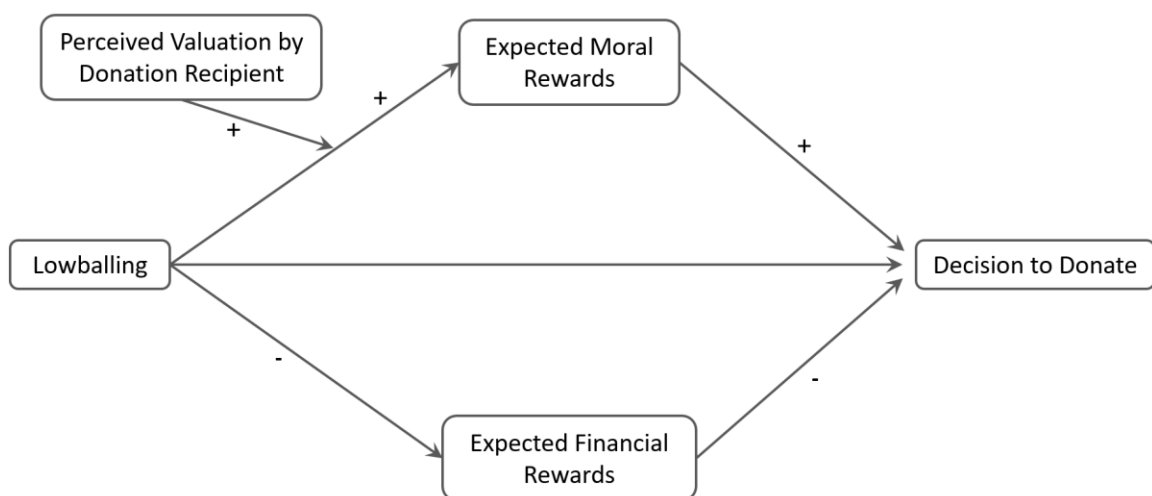 Perceived Valuation by
Donation Recipient
Expected Moral
Rewards
+
+
+
Lowballing
Decision to Donate
-
-
Expected Financial
Rewards